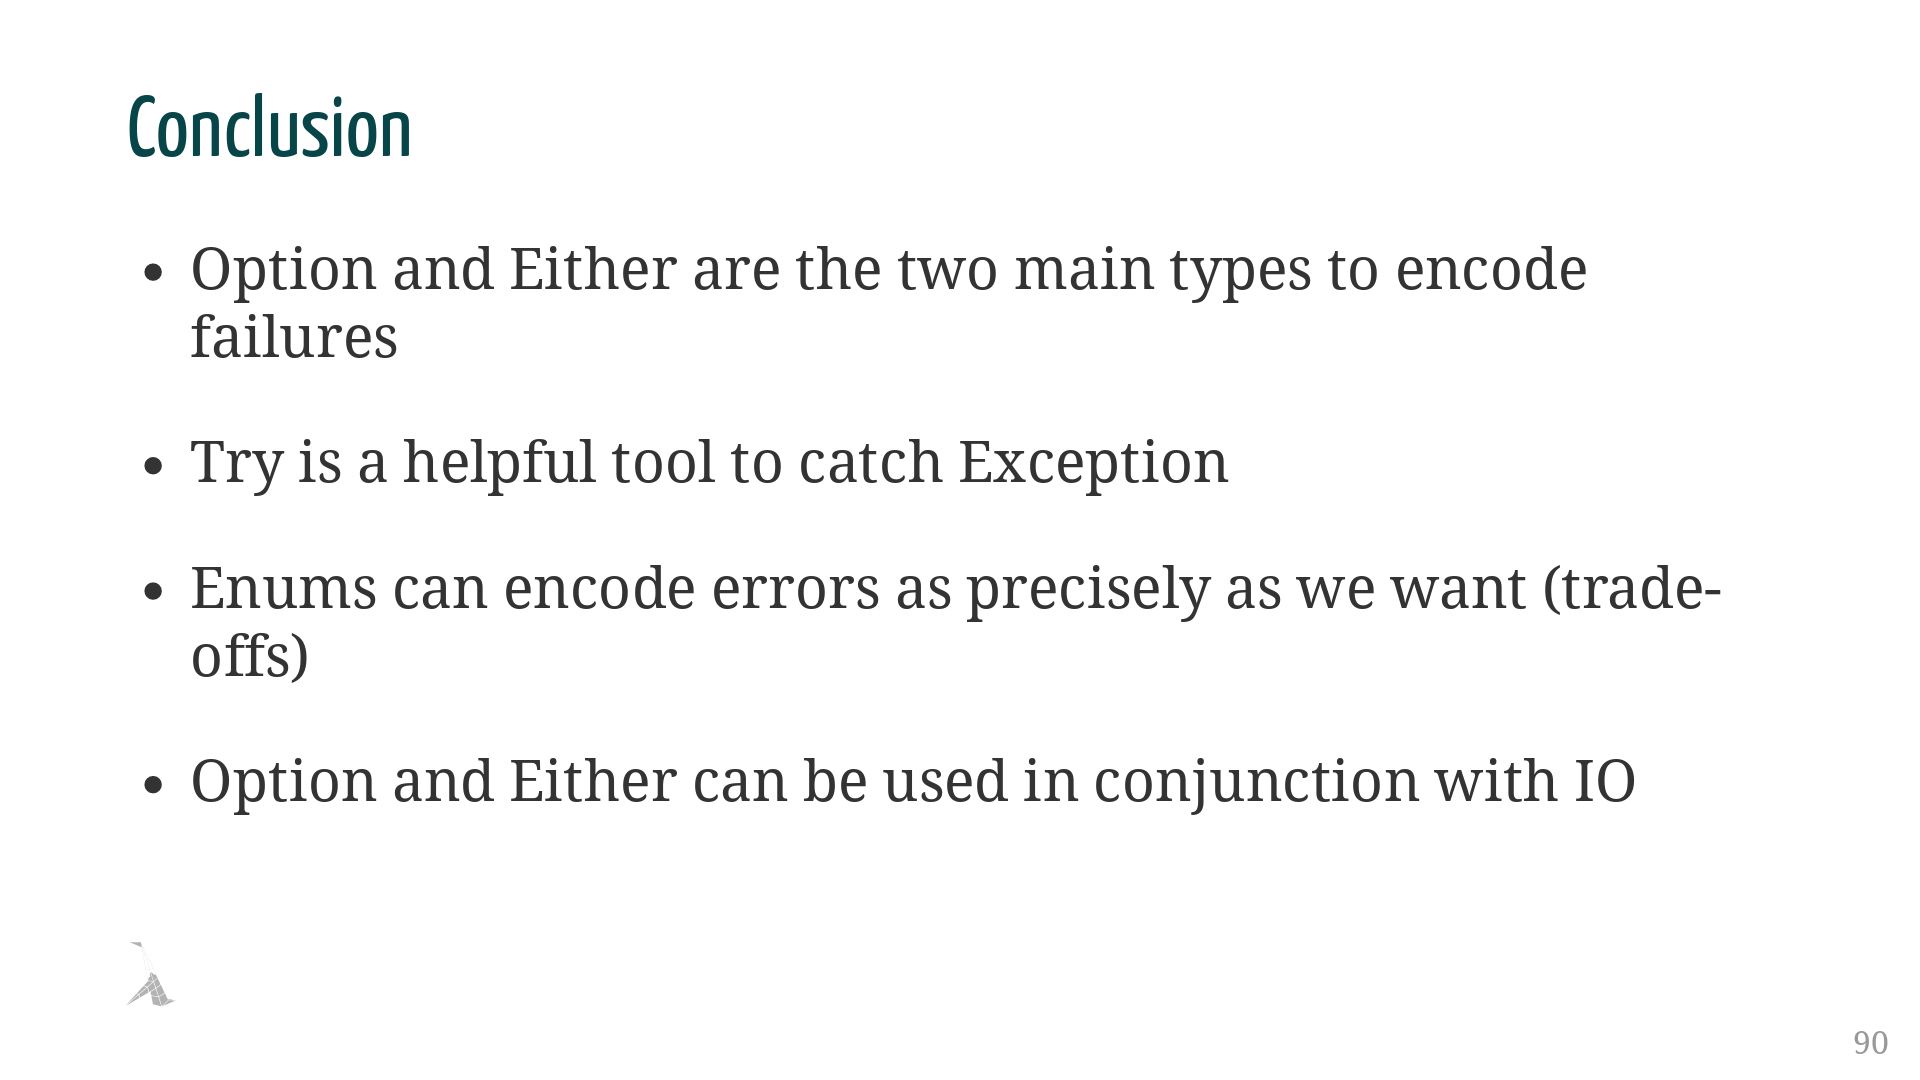 Conclusion
• Option and Either are the two main types to encode
failures
• Try is a helpful tool to catch Exception
• Enums can encode errors as precisely as we want (trade-
offs)
• Option and Either can be used in conjunction with IO
90